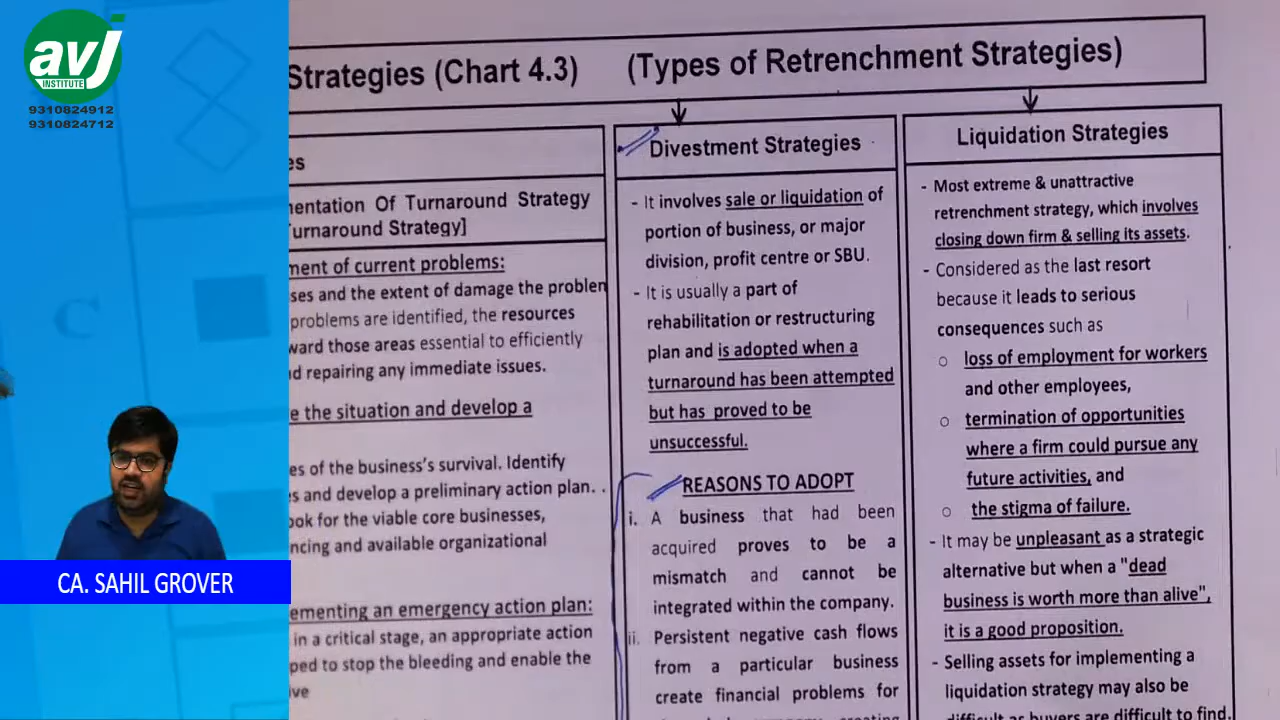 avj
INSTITUTE
9310824912
9310824712
CA. SAHIL GROVER
Strategies (Chart 4.3) (Types of Retrenchment Strategies)
es
mentation Of Turnaround Strategy
urnaround Strategy]
ment of current problems:
ses and the extent of damage the problem
problems are identified, the resources
ward those areas essential to efficiently
d repairing any immediate issues.
e the situation and develop a
es of the business's survival. Identify
s and develop a preliminary action plan. .
ook for the viable core businesses,
ncing and available organizational
ementing an emergency action plan:
in a critical stage, an appropriate action
ped to stop the bleeding and enable the
ive
Divestment Strategies
- It involves sale or liquidation of
portion of business, or major
division, profit centre or SBU.
- It is usually a part of
rehabilitation or restructuring
plan and is adopted when a
turnaround has been attempted
but has proved to be
unsuccessful.
REASONS TO ADOPT
i. A business that had been
acquired proves to be a
mismatch and cannot be
integrated within the company.
ii. Persistent negative cash flows
from a particular business
create financial problems for
Liquidation Strategies
- Most extreme & unattractive
retrenchment strategy, which involves
closing down firm & selling its assets.
- Considered as the last resort
because it leads to serious
consequences such as
o loss of employment for workers
and other employees,
o termination of opportunities
where a firm could pursue any
future activities, and
o the stigma of failure.
- It may be unpleasant as a strategic
alternative but when a "dead
business is worth more than alive",
it is a good proposition.
- Selling assets for implementing a
liquidation strategy may also be
difficult as buyers are difficult to find.